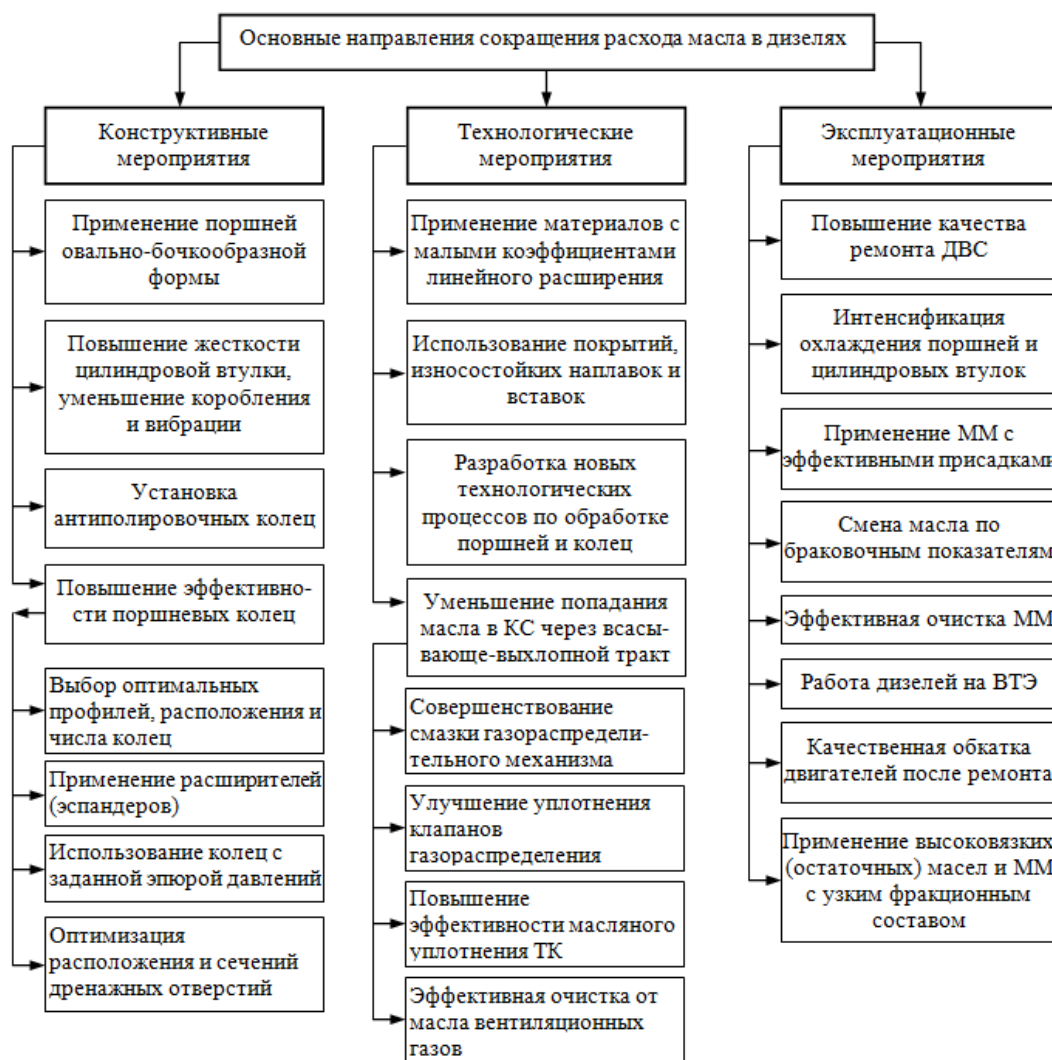 Основные направления сокращения расхода масла в дизелях
Конструктивные
мероприятия
Применение поршней
овально-бочкообразной
формы
Повышение жесткости
цилиндровой втулки,
уменьшение коробления
и вибрации
Установка
антиполировочных колец
Повышение эффективно-
сти поршневых колец
Выбор оптимальных
профилей, расположения и
числа колец
Применение расширителей
(эспандеров)
Использование колец с
заданной эпюрой давлений
Оптимизация
расположения и сечений
дренажных отверстий
Технологические
мероприятия
Применение материалов с
малыми коэффициентами
линейного расширения
Использование покрытий,
износостойких наплавок и
вставок
Разработка новых
технологических
процессов по обработке
поршней и колец
Уменьшение попадания
масла в КС через всасы-
вающе-выхлопной тракт
Совершенствование
смазки газораспредели-
тельного механизма
Улучшение уплотнения
клапанов
газораспределения
Повышение
эффективности масляного
уплотнения ТК
Эффективная очистка от
масла вентиляционных
газов
Эксплуатационные
мероприятия
Повышение качества
ремонта ДВС
Интенсификация
охлаждения поршней и
цилиндровых втулок
Применение ММ с
эффективными присадками
Смена масла по
браковочным показателям
Эффективная очистка ММ
Работа дизелей на ВТЭ
Качественная обкатка
двигателей после ремонта
Применение высоковязких
(остаточных) масел и ММ
с узким фракционным
составом